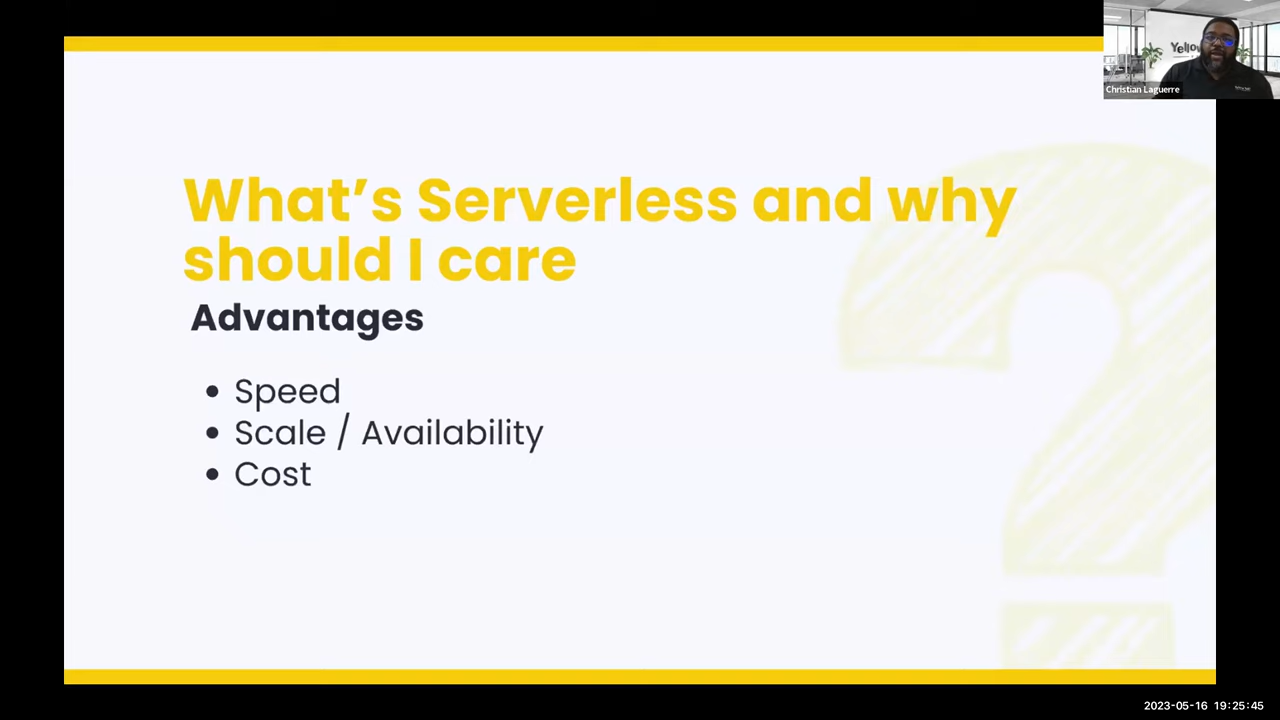 What's Serverless and why
should I care
Advantages
• Speed
• Scale / Availability
• Cost
Christian Laguerre
2023-05-16 19:25:45